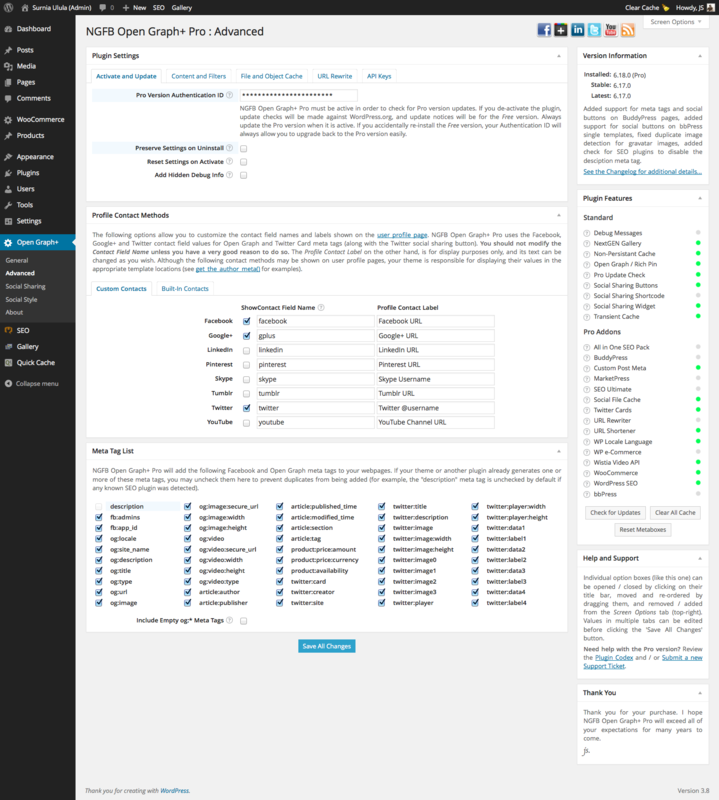 Surnia Ulula (Admin) 0 New SEO Gallery Clear Cache Howdy, JS
Screen Options
Dashboard
Posts
Media
Pages
Comments
WooCommerce
Products
Appearance
Plugins
Users
Tools
Settings
Open Graph+
General
Advanced
Social Sharing
Social Style
About
SEO
Gallery
Quick Cache
Collapse menu
NGFB Open Graph+ Pro : Advanced
Plugin Settings
Activate and Update Content and Filters File and Object Cache URL Rewrite API Keys
Pro Version Authentication ID
NGFB Open Graph+ Pro must be active in order to check for Pro version updates. If you de-activate the plugin,
update checks will be made against WordPress.org, and update notices will be for the Free version. Always
update the Pro version when it is active. If you accidentally re-install the Free version, your Authentication ID will
always allow you to upgrade back to the Pro version easily.
Preserve Settings on Uninstall
Reset Settings on Activate
Add Hidden Debug Info
Profile Contact Methods
The following options allow you to customize the contact field names and labels shown on the user profile page. NGFB Open Graph+ Pro uses the Facebook,
Google+ and Twitter contact field values for Open Graph and Twitter Card meta tags (along with the Twitter social sharing button). You should not modify the
Contact Field Name unless you have a very good reason to do so. The Profile Contact Label on the other hand, is for display purposes only, and its text can be
changed as you wish. Although the following contact methods may be shown on user profile pages, your theme is responsible for displaying their values in the
appropriate template locations (see get_the_author_meta() for examples).
Custom Contacts Built-In Contacts
Show Contact Field Name Profile Contact Label
Facebook facebook Facebook URL
Google+ gplus Google+ URL
LinkedIn linkedin LinkedIn URL
Pinterest pinterest Pinterest URL
Skype skype Skype Username
Tumblr tumblr Tumblr URL
Twitter twitter Twitter @username
YouTube youtube YouTube Channel URL
Meta Tag List
NGFB Open Graph+ Pro will add the following Facebook and Open Graph meta tags to your webpages. If your theme or another plugin already generates one or
more of these meta tags, you may uncheck them here to prevent duplicates from being added (for example, the "description" meta tag is unchecked by default if
any known SEO plugin was detected).
description og:image:secure_url article:published_time twitter:title twitter:player:width
fb:admins og:image:width article:modified_time twitter:description twitter:player:height
fb:app_id og:image:height article:section twitter:image twitter:data1
og:locale og:video article:tag twitter:image:width twitter:label1
og:site_name og:video:secure_url product:price:amount twitter:image:height twitter:data2
og:description og:video:width product:price:currency twitter:image0 twitter:label2
og:title og:video:height product:availability twitter:image1 twitter:data3
og:type og:video:type twitter:card twitter:image2 twitter:label3
og:url article:author twitter:creator twitter:image3 twitter:data4
og:image article:publisher twitter:site twitter:player twitter:label4
Include Empty og:* Meta Tags
Save All Changes
Version Information
Installed: 6.18.0 (Pro)
Stable: 6.17.0
Latest: 6.17.0
Added support for meta tags and social
buttons on BuddyPress pages, added
support for social buttons on bbPress
single templates, fixed duplicate image
detection for gravatar images, added
check for SEO plugins to disable the
desciption meta tag.
See the Changelog for additional details...
Plugin Features
Standard
Debug Messages
NextGEN Gallery
Non-Persistant Cache
Open Graph / Rich Pin
Pro Update Check
Social Sharing Buttons
Social Sharing Shortcode
Social Sharing Widget
Transient Cache
Pro Addons
All in One SEO Pack
BuddyPress
Custom Post Meta
MarketPress
SEO Ultimate
Social File Cache
Twitter Cards
URL Rewriter
URL Shortener
WP Locale Language
WP e-Commerce
Wistia Video API
WooCommerce
WordPress SEO
bbPress
Check for Updates Clear All Cache
Reset Metaboxes
Help and Support
Individual option boxes (like this one) can
be opened / closed by clicking on their
title bar, moved and re-ordered by
dragging them, and removed / added
from the Screen Options tab (top-right).
Values in multiple tabs can be edited
before clicking the 'Save All Changes'
button.
Need help with the Pro version? Review
the Plugin Codex and / or Submit a new
Support Ticket.
Thank You
Thank you for your purchase. I hope
NGFB Open Graph+ Pro will exceed all of
your expectations for many years to
come.
js.
Thank you for creating with WordPress. Version 3.8